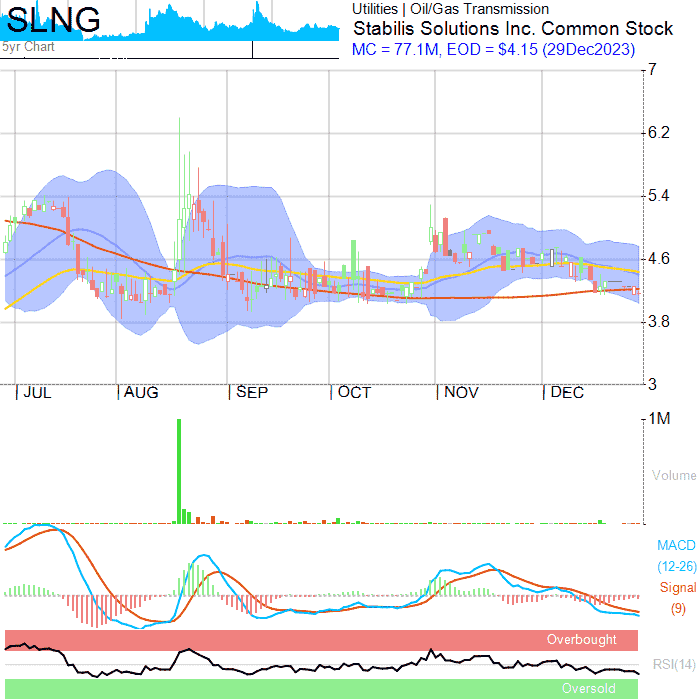 SLNG
5yr Chart
Utilities | Oil/Gas Transmission
Stabilis Solutions Inc. Common Stock
MC = 77.1M, EOD = $4.15 (29Dec2023)
7
6.2
5.4
4.6
3.8
3
|JUL |AUG |SEP |OCT |NOV |DEC
1M
Volume
MACD
(12-26)
Signal
(9)
Overbought
RSI(14)
Oversold